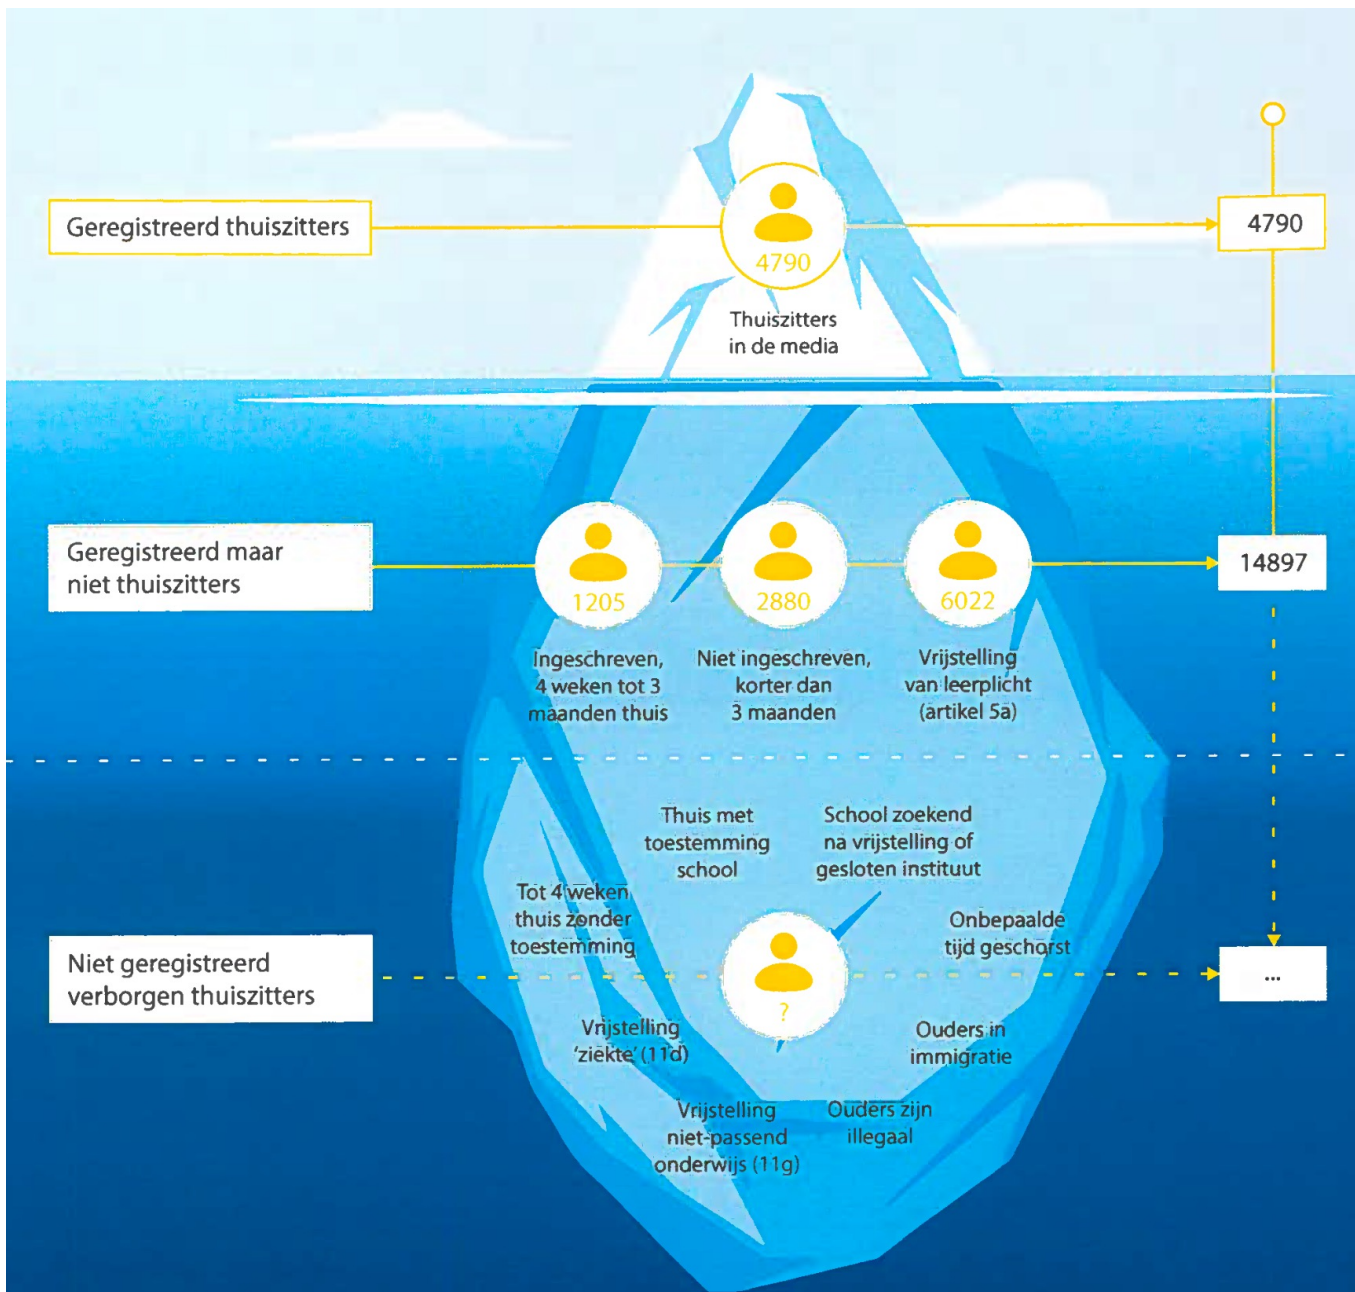 Geregistreerd thuiszitters
4790
4790
Thuiszitters
in de media
Geregistreerd maar
niet thuiszitters
1205
2880
6022
14897
Ingeschreven,
4 weken tot 3
maanden thuis
Niet ingeschreven,
korter dan
3 maanden
Vrijstelling
van leerplicht
(artikel 5a)
Thuis met
toestemming
school
School zoekend
na vrijstelling of
gesloten instituut
Tot 4 weken
thuis zonder
toestemming
Onbepaalde
tijd geschorst
Niet geregistreerd
verborgen thuiszitters
?
...
Vrijstelling
'ziekte' (11d)
Ouders in
immigratie
Vrijstelling
niet-passend
onderwijs (11g)
Ouders zijn
illegaal